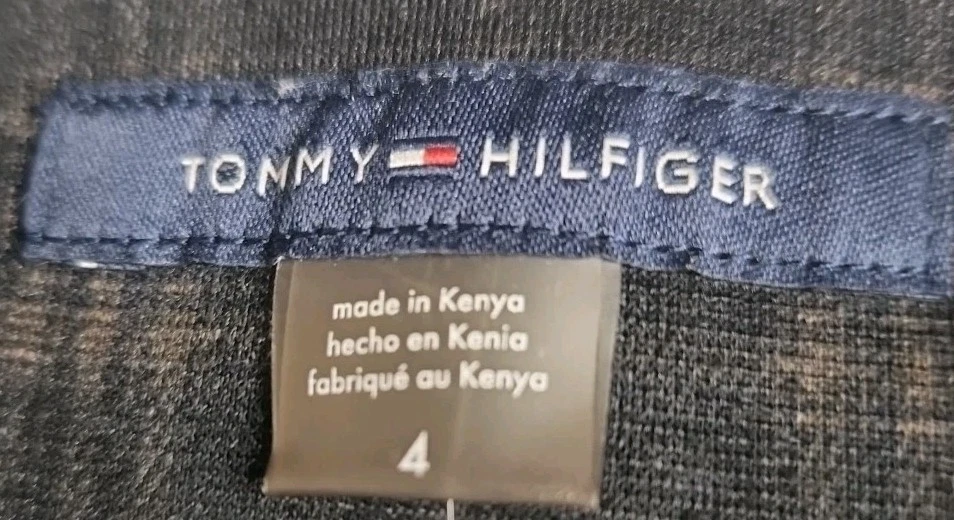 TOMMY HILFIGER
made in Kenya
hecho en Kenia
fabriqué au Kenya
4